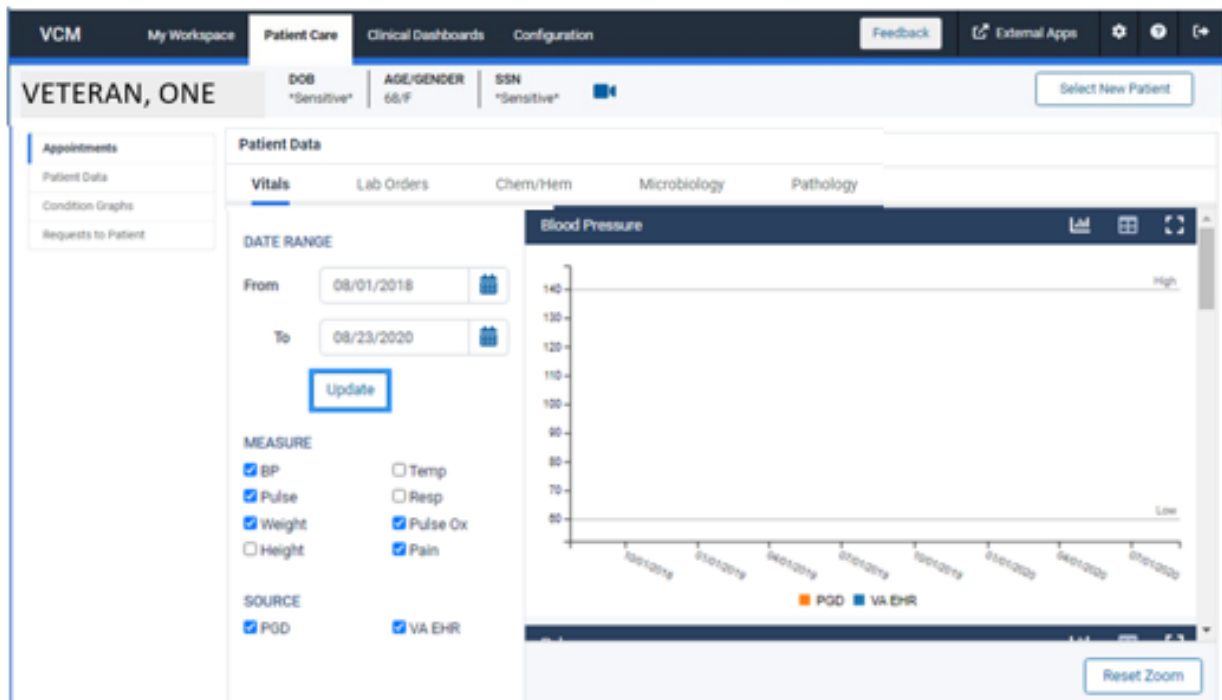 VCM My Workspace Patient Care Clinical Dashboards Configuration Feedback External Apps
VETERAN, ONE
DOB AGE/GENDER SSN
*Sensitive* 68/F *Sensitive*
Select New Patient
Appointments
Patient Data
Condition Graphs
Requests to Patient
Patient Data
Vitals Lab Orders Chem/Hem Microbiology Pathology
DATE RANGE
From 08/01/2018
To 08/23/2020
Update
MEASURE
BP Temp
Pulse Resp
Weight Pulse Ox
Height Pain
SOURCE
PGD VA EHR
Blood Pressure
High
140
130
120
110
100
90
80
70
60
Low
10/01/2018 01/01/2019 04/01/2019 07/01/2019 10/01/2019 01/01/2020 04/01/2020 07/01/2020
PGD VA EHR
Reset Zoom